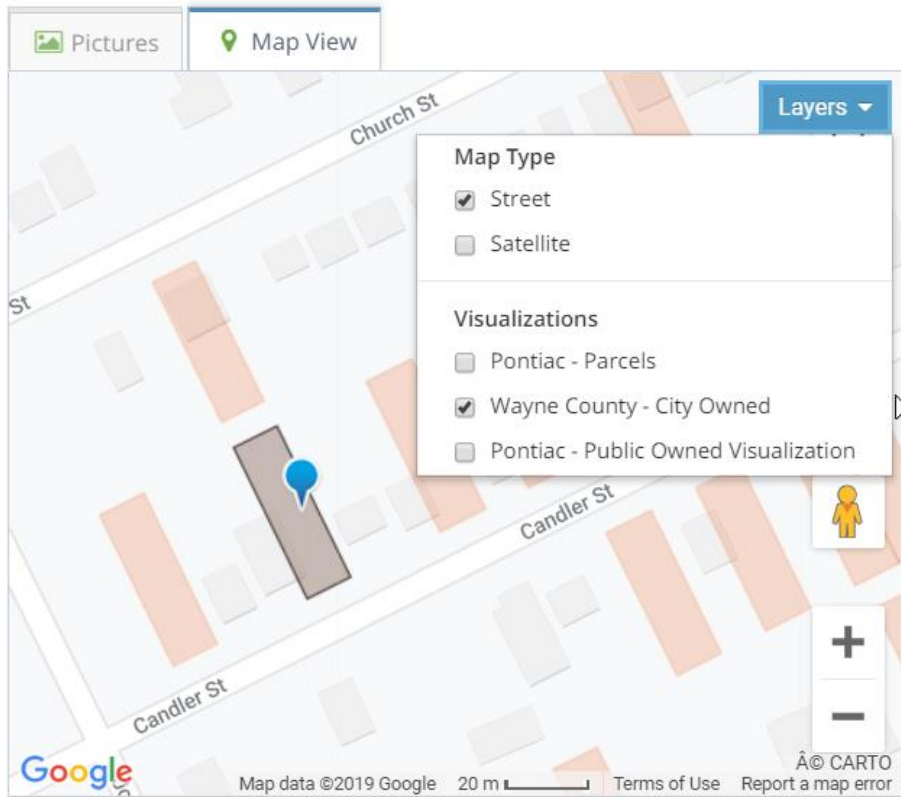 Pictures
Map View
Layers
Map Type
Street
Satellite
Visualizations
Pontiac - Parcels
Wayne County - City Owned
Pontiac - Public Owned Visualization
Church St
St
Candler St
Candler St
Google
Map data ©2019 Google
20 m
Terms of Use
Â© CARTO
Report a map error